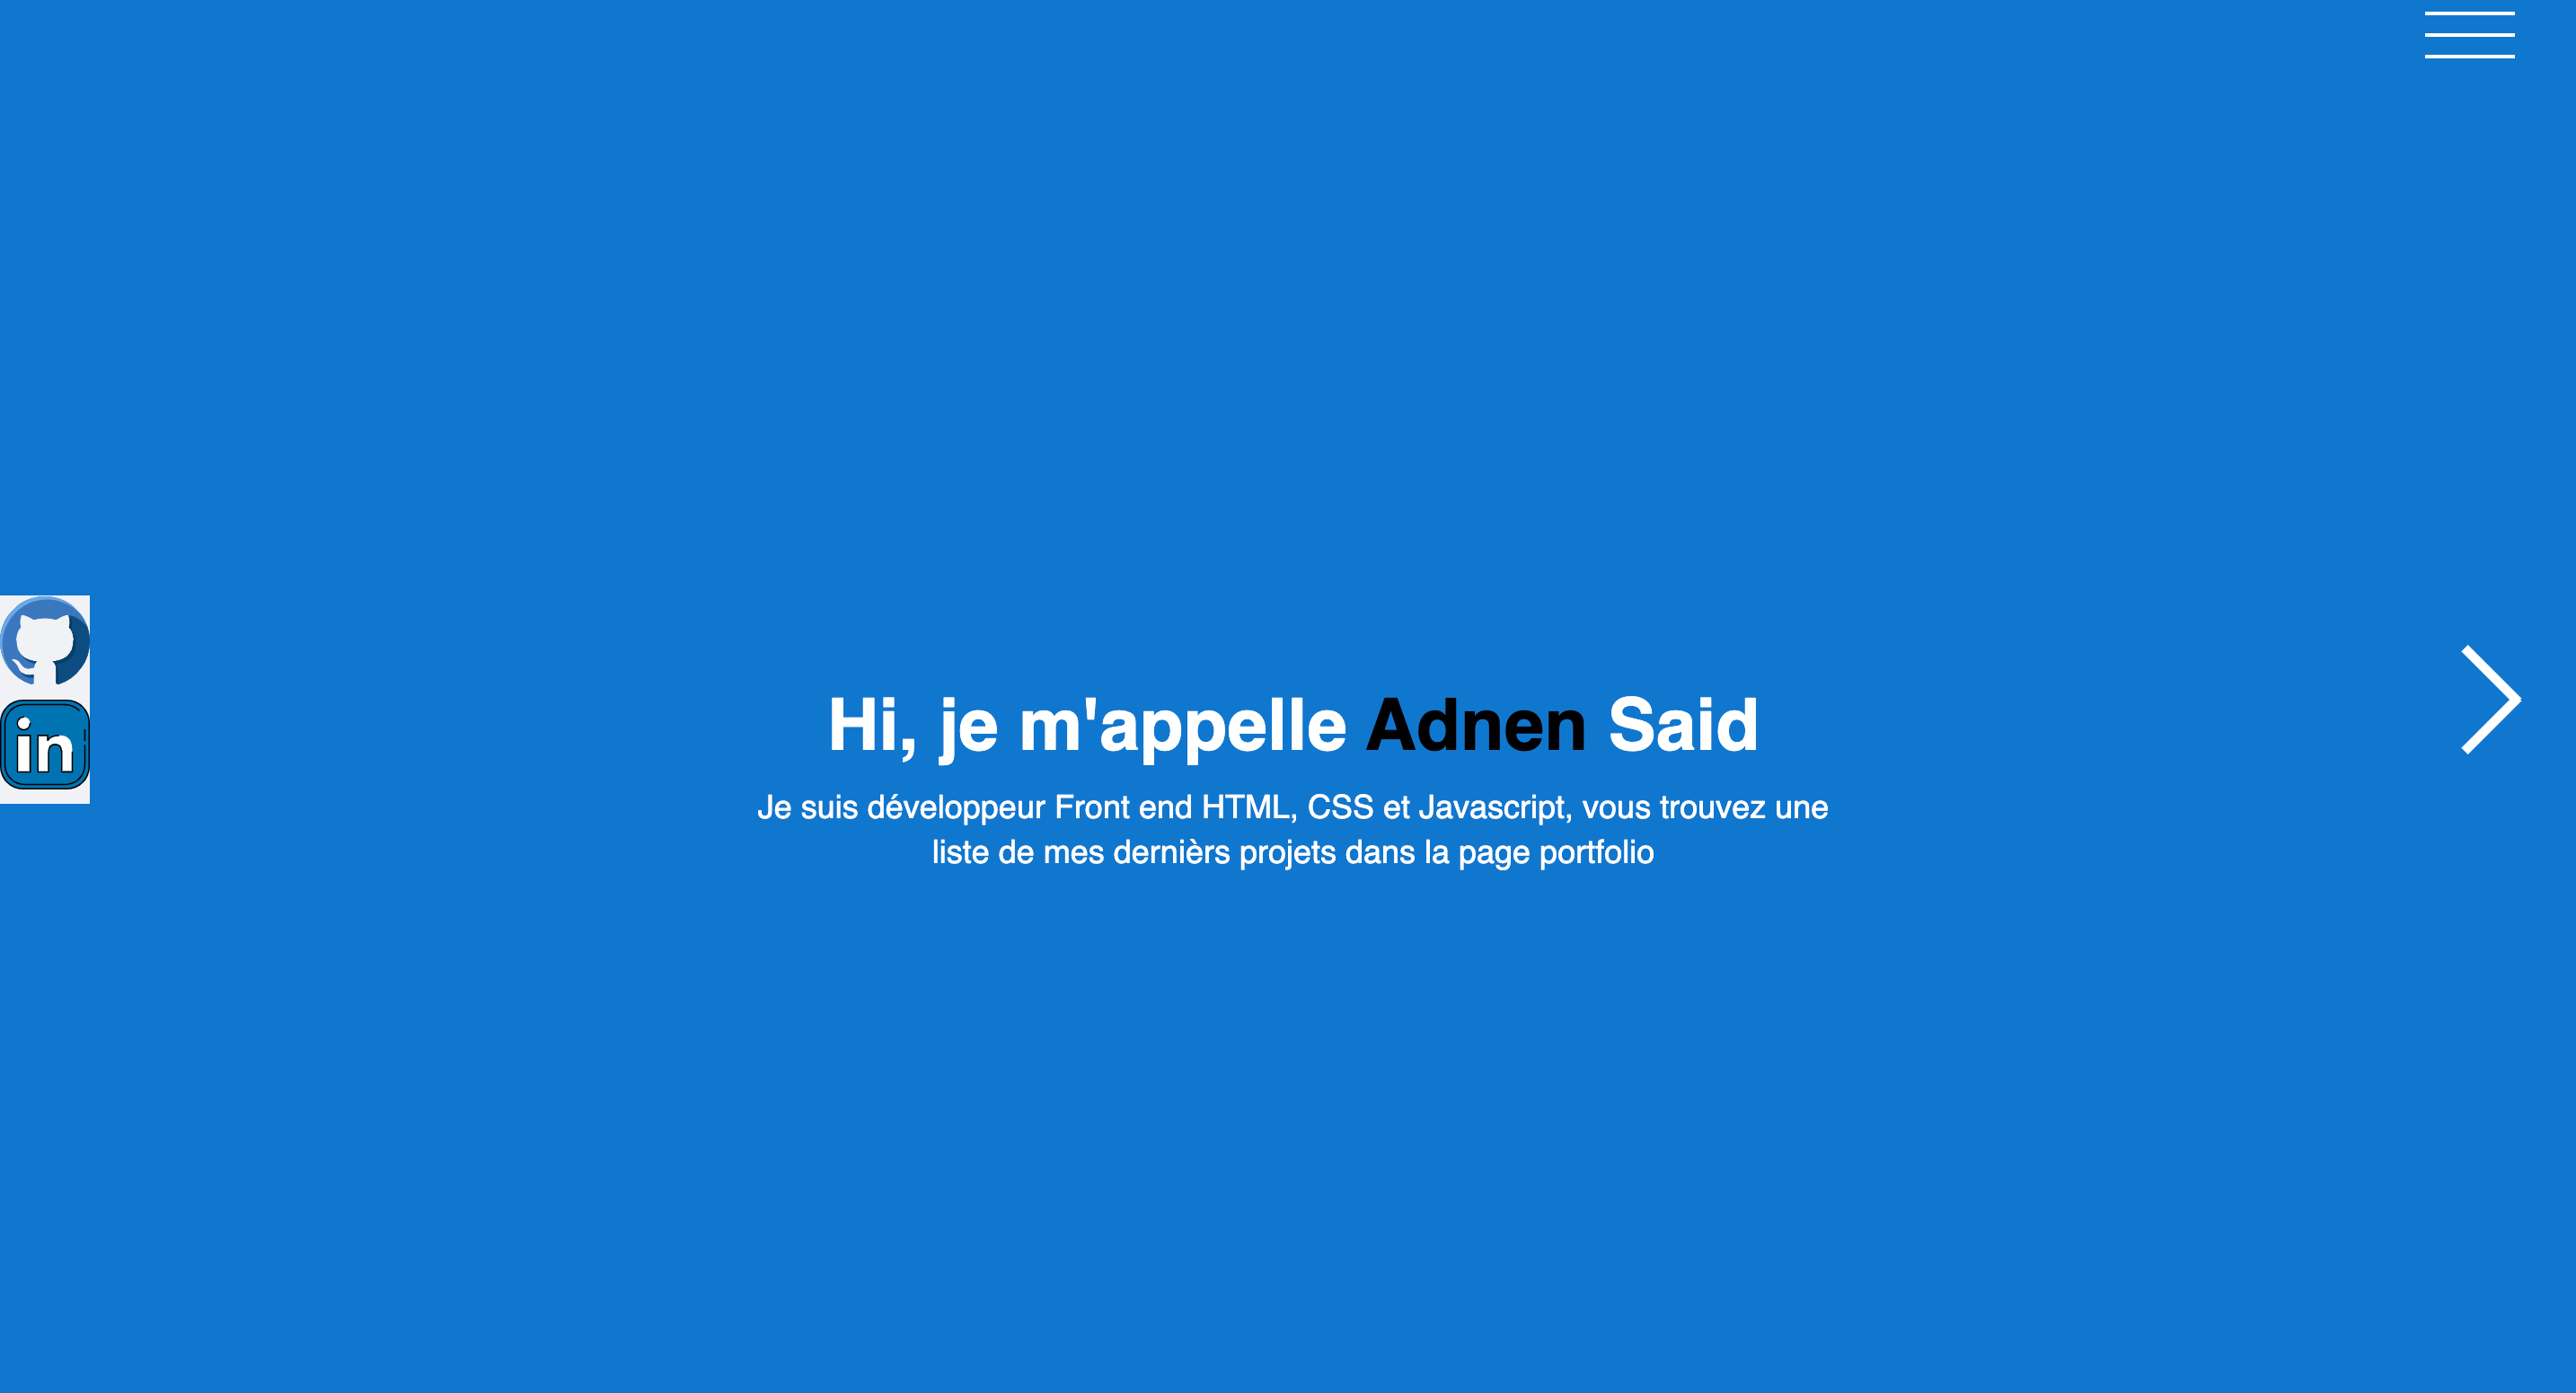 in
Hi, je m'appelle Adnen Said
Je suis développeur Front end HTML, CSS et Javascript, vous trouvez une
liste de mes dernièrs projets dans la page portfolio